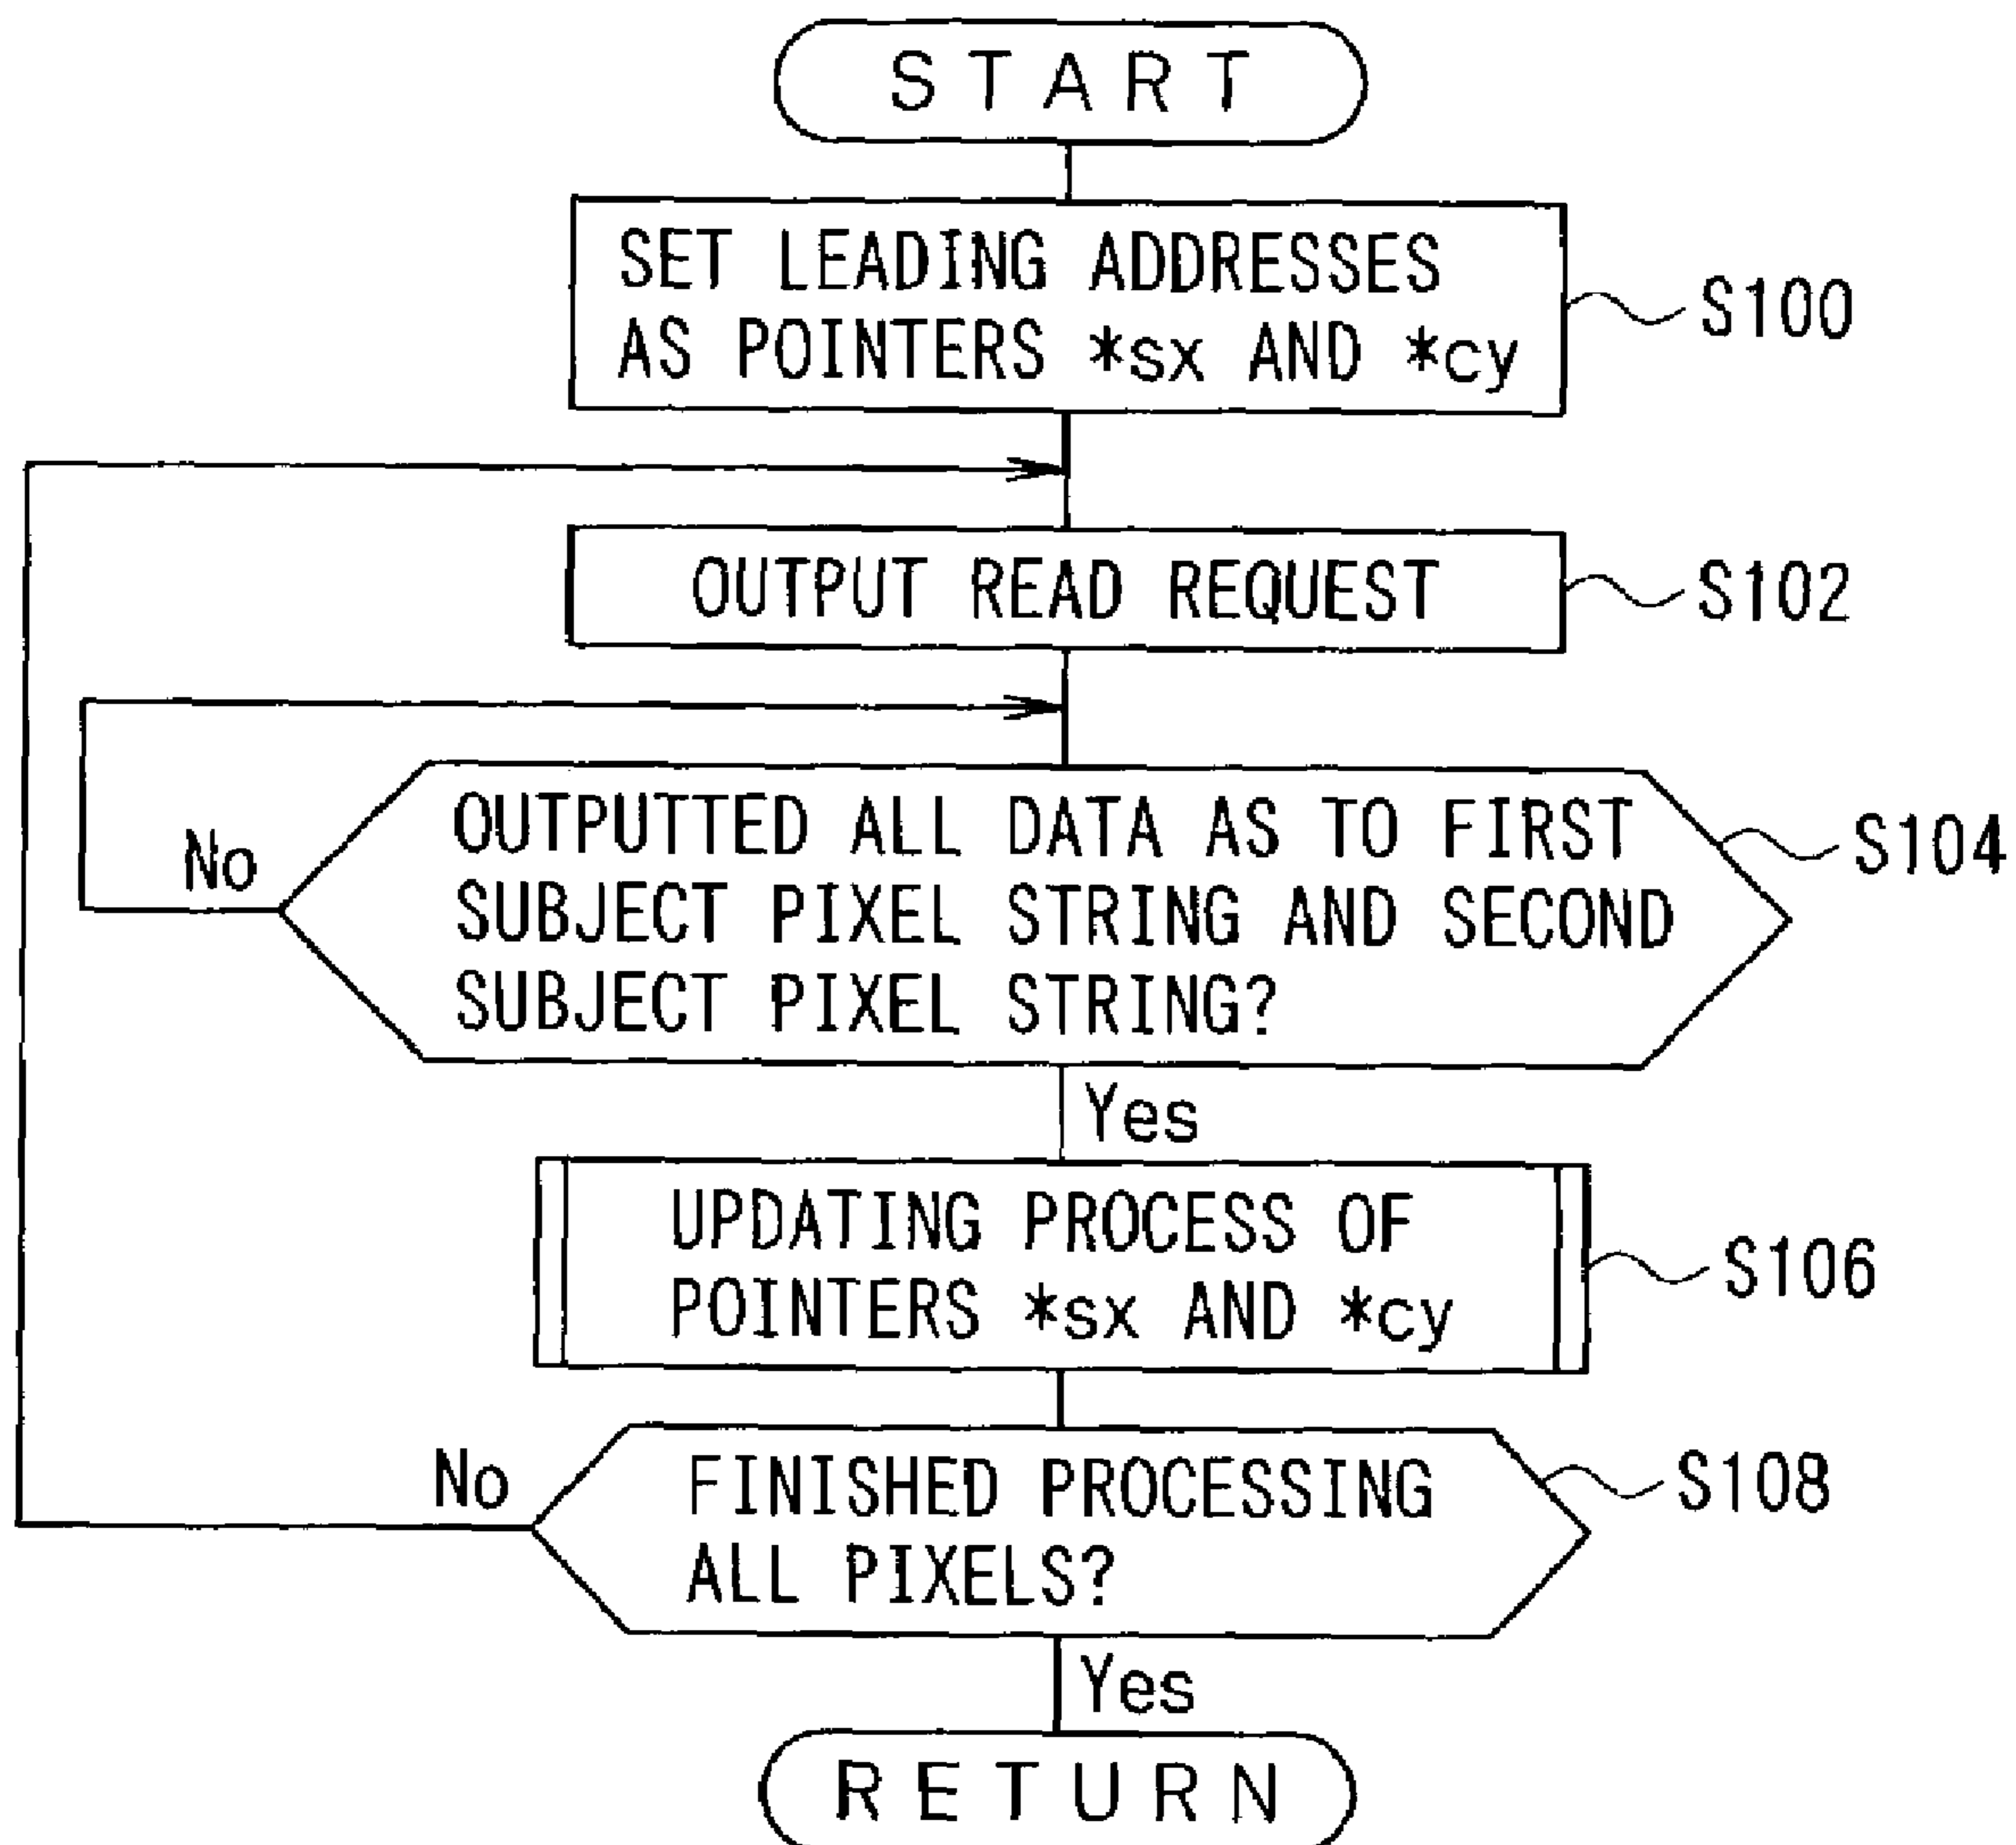 START
SET LEADING ADDRESSES
AS POINTERS *sx AND *cy
S100
OUTPUT READ REQUEST
S102
OUTPUTTED ALL DATA AS TO FIRST
SUBJECT PIXEL STRING AND SECOND
SUBJECT PIXEL STRING?
S104
No
Yes
UPDATING PROCESS OF
POINTERS *sx AND *cy
S106
FINISHED PROCESSING
ALL PIXELS?
S108
No
Yes
RETURN